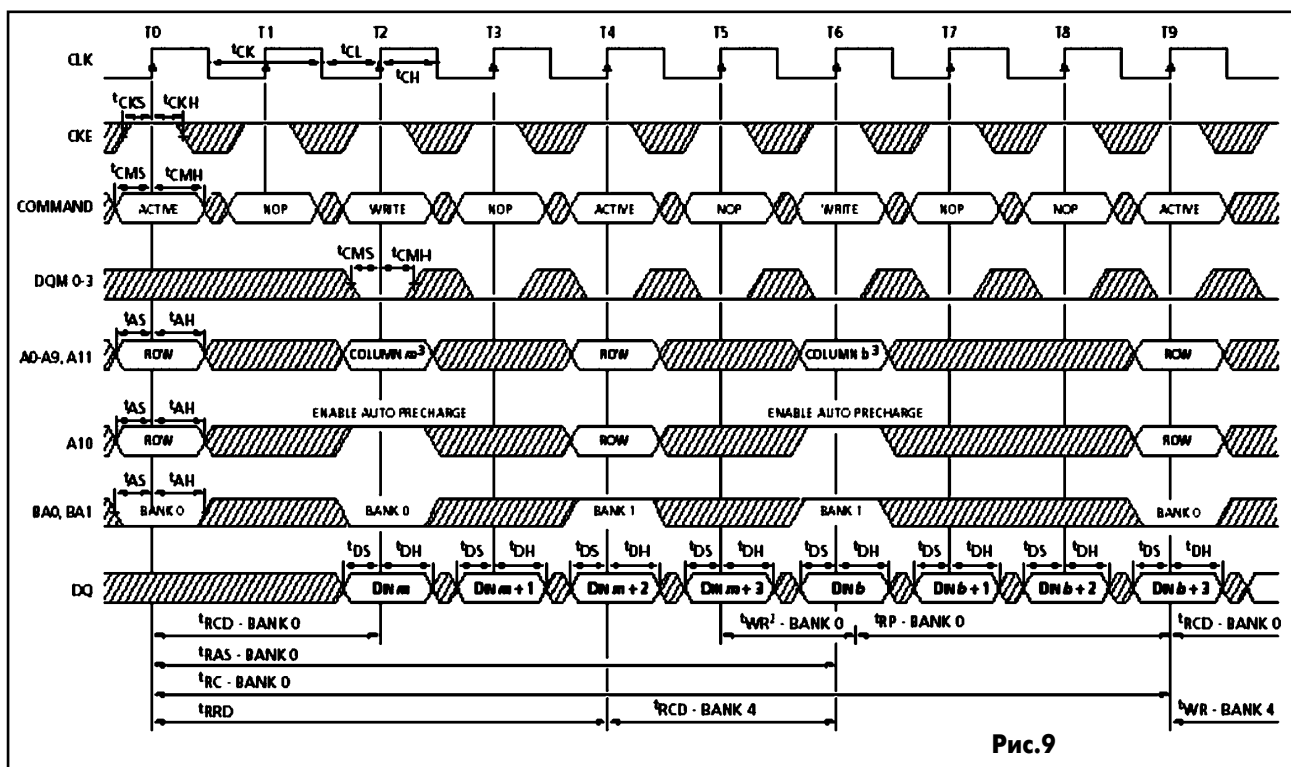 T0 T1 T2 T3 T4 T5 T6 T7 T8 T9
CLK tCK tCL tCH
tCKS tCKH
CKE
tCMS tCMH
COMMAND ACTIVE NOP WRITE NOP ACTIVE NOP WRITE NOP NOP ACTIVE
tCMS tCMH
DQM 0-3
tAS tAH
A0-A9, A11 ROW COLUMN m³ ROW COLUMN b³ ROW
tAS tAH ENABLE AUTO PRECHARGE ENABLE AUTO PRECHARGE
A10 ROW ROW ROW
tAS tAH
BA0, BA1 BANK 0 BANK 0 BANK 1 BANK 1 BANK 0
tDS tDH tDS tDH tDS tDH tDS tDH tDS tDH tDS tDH tDS tDH tDS tDH
DQ DIN m DIN m + 1 DIN m + 2 DIN m + 3 DIN b DIN b + 1 DIN b + 2 DIN b + 3
tRCD - BANK 0 tWR² - BANK 0 tRP - BANK 0 tRCD - BANK 0
tRAS - BANK 0
tRC - BANK 0
tRRD tRCD - BANK 4 tWR - BANK 4
Рис.9